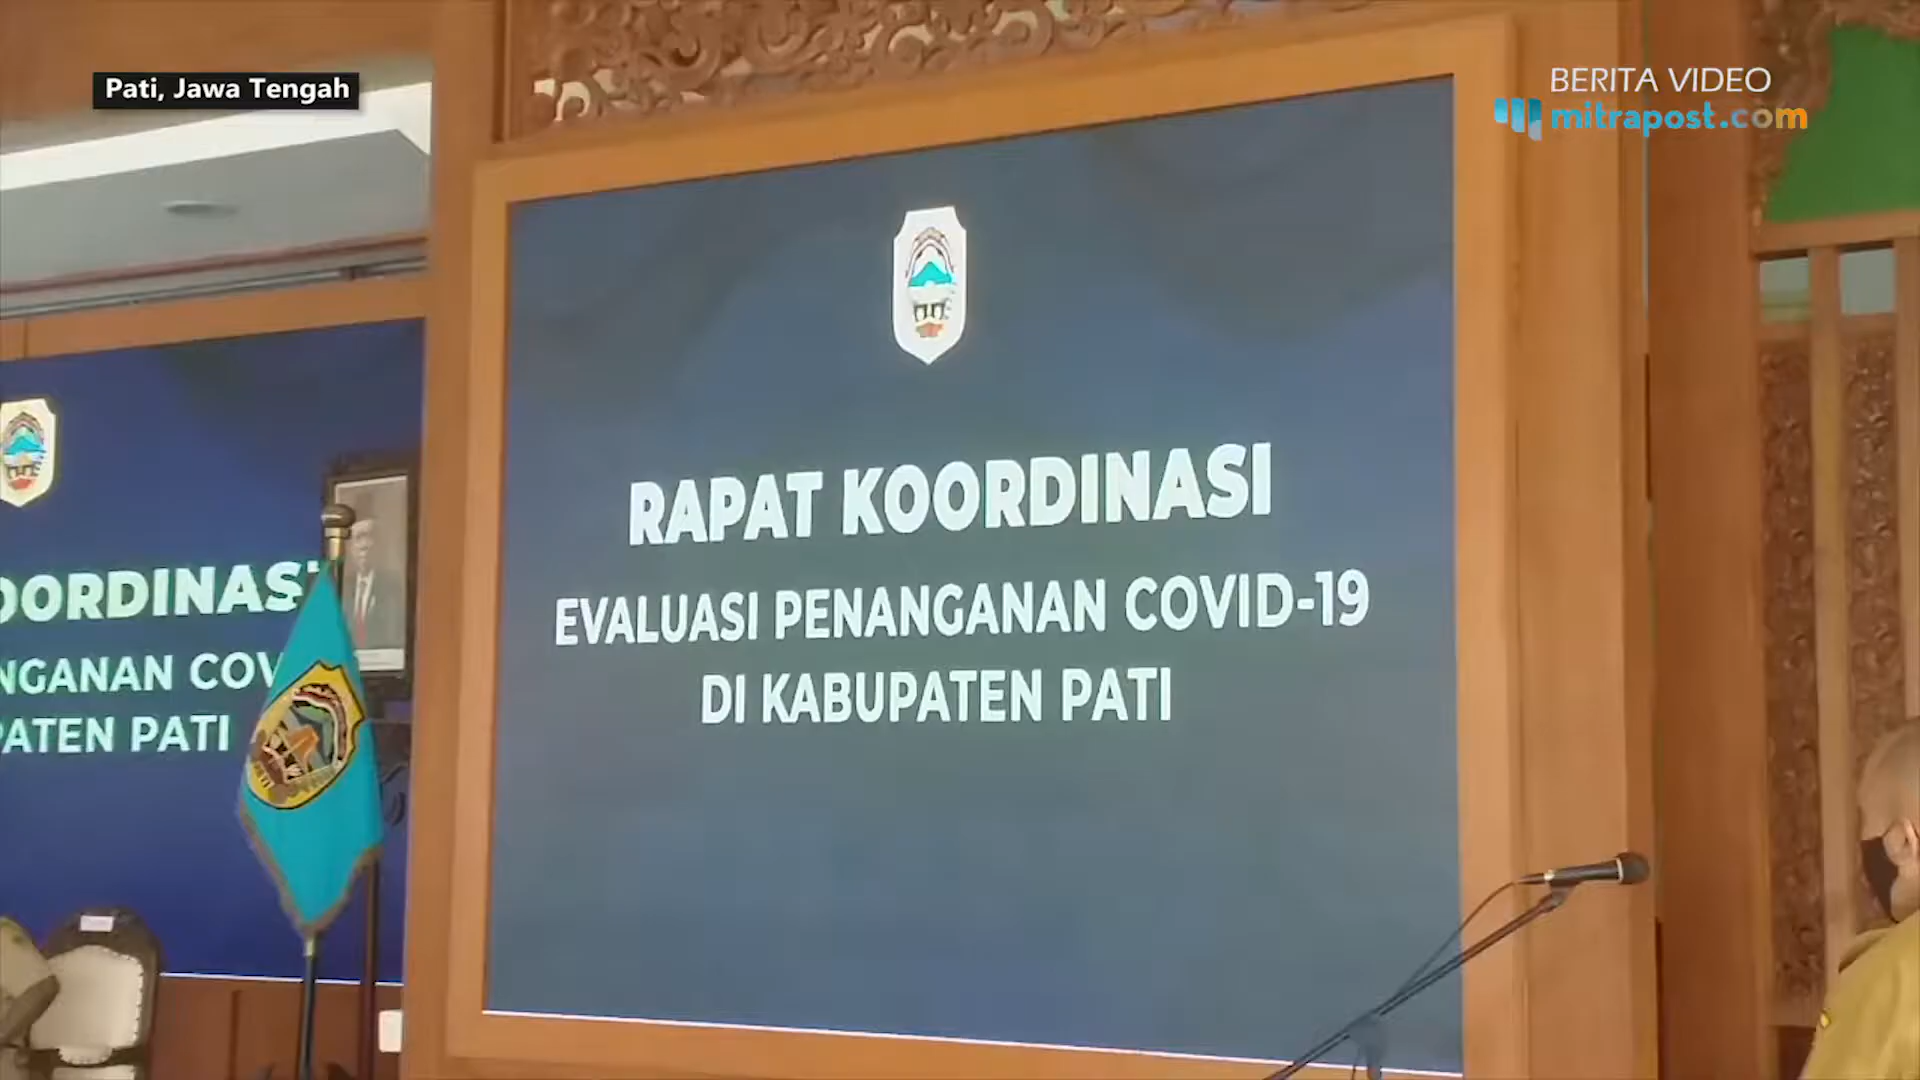 Pati, Jawa Tengah
BERITA VIDEO
mitrapost.com
RAPAT KOORDINASI
EVALUASI PENANGANAN COVID-19
DI KABUPATEN PATI
OORDINASI
NGANAN COV
PATEN PATI